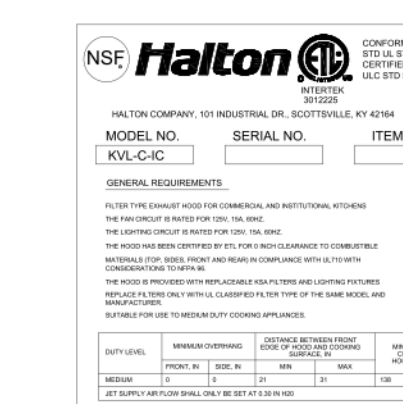 NSF Halton ETL LISTED
CONFOR
STD UL S
CERTIFIE
ULC STD
INTERTEK
3012225
HALTON COMPANY, 101 INDUSTRIAL DR., SCOTTSVILLE, KY 42164
MODEL NO. SERIAL NO. ITEM
KVL-C-IC
GENERAL REQUIREMENTS
FILTER TYPE EXHAUST HOOD FOR COMMERCIAL AND INSTITUTIONAL KITCHENS
THE FAN CIRCUIT IS RATED FOR 125V, 15A, 60HZ.
THE LIGHTING CIRCUIT IS RATED FOR 125V, 15A, 60HZ.
THE HOOD HAS BEEN CERTIFIED BY ETL FOR 0 INCH CLEARANCE TO COMBUSTIBLE
MATERIALS (TOP, SIDES, FRONT AND REAR) IN COMPLIANCE WITH UL710 WITH
CONSIDERATIONS TO NFPA 96.
THE HOOD IS PROVIDED WITH REPLACEABLE KSA FILTERS AND LIGHTING FIXTURES
REPLACE FILTERS ONLY WITH UL CLASSIFIED FILTER TYPE OF THE SAME MODEL AND
MANUFACTURER.
SUITABLE FOR USE TO MEDIUM DUTY COOKING APPLIANCES.
DUTY LEVEL MINIMUM OVERHANG DISTANCE BETWEEN FRONT
EDGE OF HOOD AND COOKING
SURFACE, IN
MIN
C
HO
FRONT, IN SIDE, IN MIN MAX
MEDIUM 0 0 21 31 138
JET SUPPLY AIR FLOW SHALL ONLY BE SET AT 0.30 IN H20